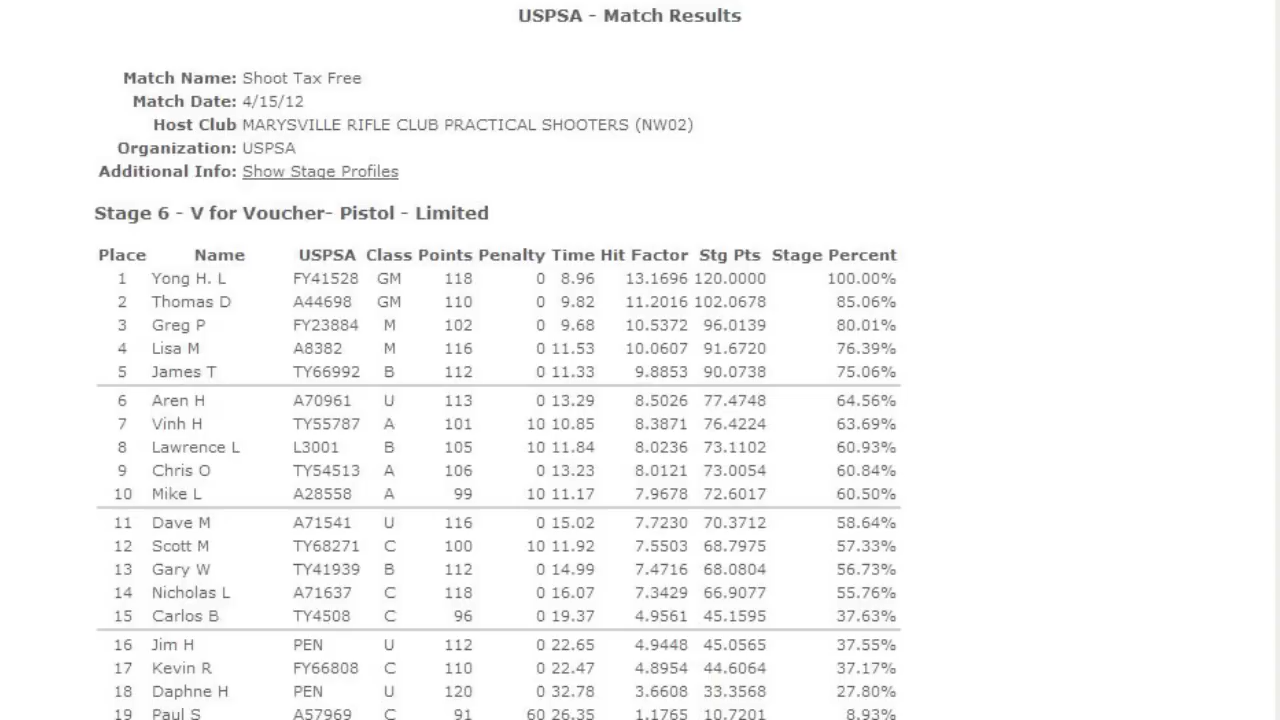 USPSA - Match Results
Match Name: Shoot Tax Free
Match Date: 4/15/12
Host Club MARYSVILLE RIFLE CLUB PRACTICAL SHOOTERS (NW02)
Organization: USPSA
Additional Info: Show Stage Profiles
Stage 6 - V for Voucher- Pistol - Limited
Place Name USPSA Class Points Penalty Time Hit Factor Stg Pts Stage Percent
1 Yong H. L FY41528 GM 118 0 8.96 13.1696 120.0000 100.00%
2 Thomas D A44698 GM 110 0 9.82 11.2016 102.0678 85.06%
3 Greg P FY23884 M 102 0 9.68 10.5372 96.0139 80.01%
4 Lisa M A8382 M 116 0 11.53 10.0607 91.6720 76.39%
5 James T TY66992 B 112 0 11.33 9.8853 90.0738 75.06%
6 Aren H A70961 U 113 0 13.29 8.5026 77.4748 64.56%
7 Vinh H TY55787 A 101 10 10.85 8.3871 76.4224 63.69%
8 Lawrence L L3001 B 105 10 11.84 8.0236 73.1102 60.93%
9 Chris O TY54513 A 106 0 13.23 8.0121 73.0054 60.84%
10 Mike L A28558 A 99 10 11.17 7.9678 72.6017 60.50%
11 Dave M A71541 U 116 0 15.02 7.7230 70.3712 58.64%
12 Scott M TY68271 C 100 10 11.92 7.5503 68.7975 57.33%
13 Gary W TY41939 B 112 0 14.99 7.4716 68.0804 56.73%
14 Nicholas L A71637 C 118 0 16.07 7.3429 66.9077 55.76%
15 Carlos B TY4508 C 96 0 19.37 4.9561 45.1595 37.63%
16 Jim H PEN U 112 0 22.65 4.9448 45.0565 37.55%
17 Kevin R FY66808 C 110 0 22.47 4.8954 44.6064 37.17%
18 Daphne H PEN U 120 0 32.78 3.6608 33.3568 27.80%
19 Paul S A57969 C 91 60 26.35 1.1765 10.7201 8.93%